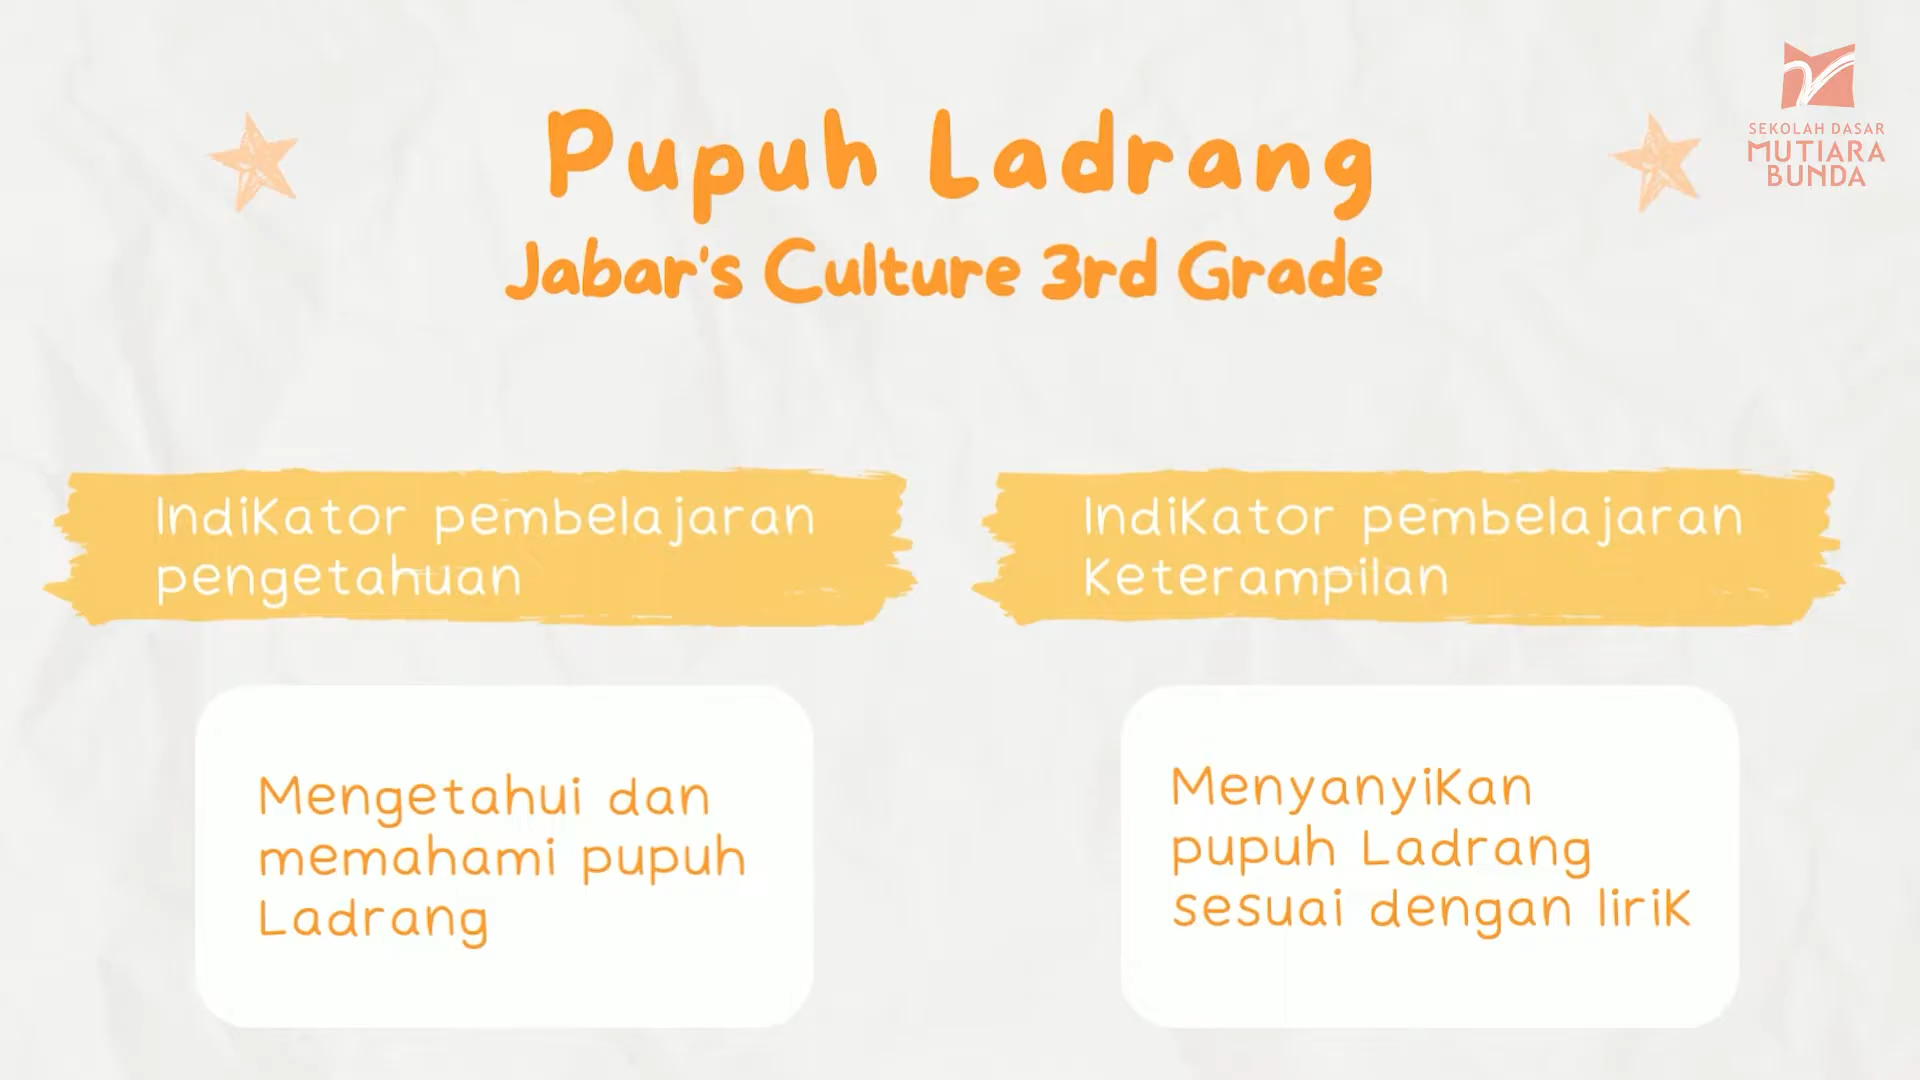 Pupuh Ladrang
Jabar's Culture 3rd Grade
SEKOLAH DASAR
MUTIARA
BUNDA
Indikator pembelajaran
pengetahuan
Indikator pembelajaran
Keterampilan
Mengetahui dan
memahami pupuh
Ladrang
Menyanyikan
pupuh Ladrang
sesuai dengan lirik